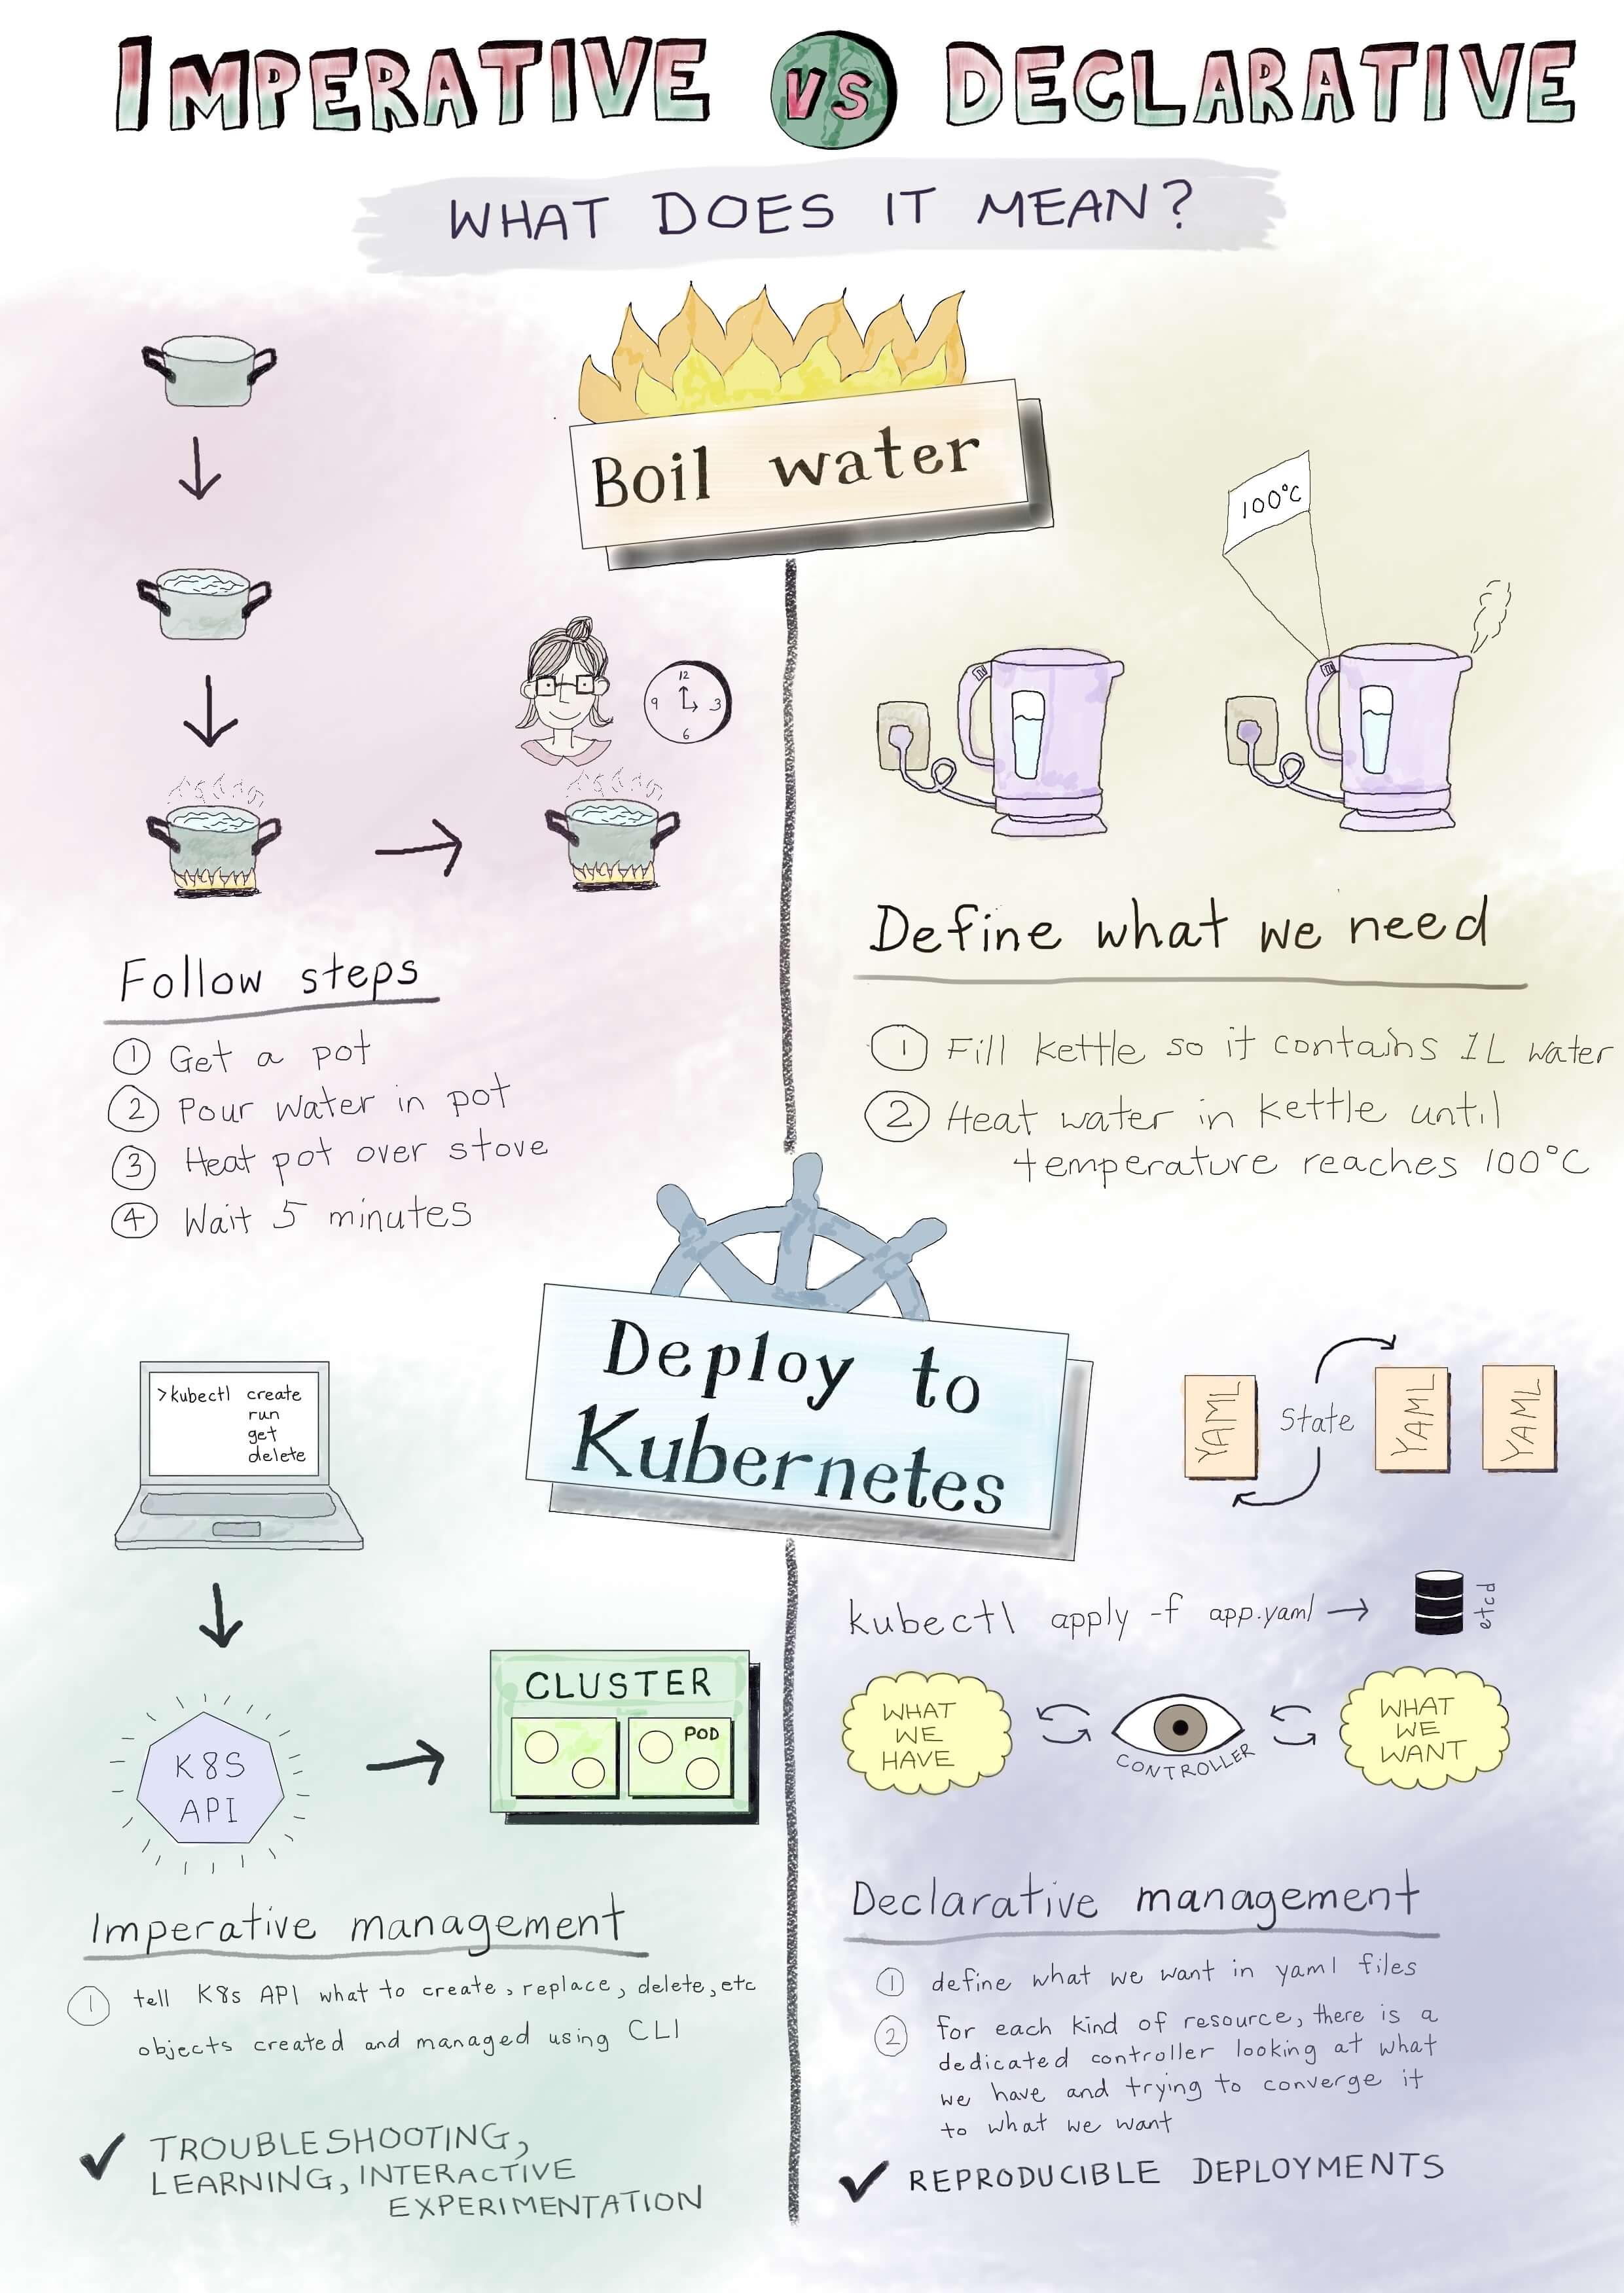 IMPERATIVE VS DECLARATIVE
WHAT DOES IT MEAN?
Boil water
12
9
3
6
100°C
Follow steps
1 Get a pot
2 Pour water in pot
3 Heat pot over stove
4 Wait 5 minutes
Define what we need
1 Fill kettle so it contains 1L water
2 Heat water in kettle until
temperature reaches 100°C
Deploy to
Kubernetes
>kubectl create
run
get
delete
K8S
API
CLUSTER
POD
Imperative management
1 tell K8s API what to create, replace, delete, etc
objects created and managed using CLI
✔ TROUBLESHOOTING,
LEARNING, INTERACTIVE
EXPERIMENTATION
YAML
State
YAML
YAML
kubectl apply -f app.yaml →
etcd
WHAT
WE
HAVE
CONTROLLER
WHAT
WE
WANT
Declarative management
1 define what we want in yaml files
2 for each kind of resource, there is a
dedicated controller looking at what
we have and trying to converge it
to what we want
✔ REPRODUCIBLE DEPLOYMENTS